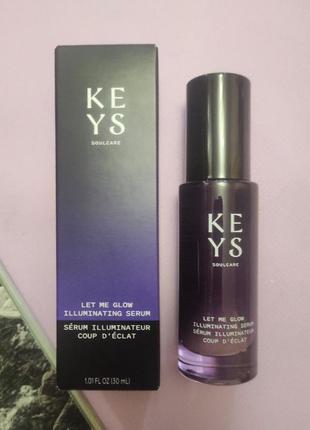 KE
YS
SOULCARE
LET ME GLOW
ILLUMINATING SERUM
SÉRUM ILLUMINATEUR
COUP D'ÉCLAT
1.01 FL OZ (30 mL)
KE
YS
SOULCARE
LET ME GLOW
ILLUMINATING SERUM
SÉRUM ILLUMINATEUR
COUP D'ÉCLAT